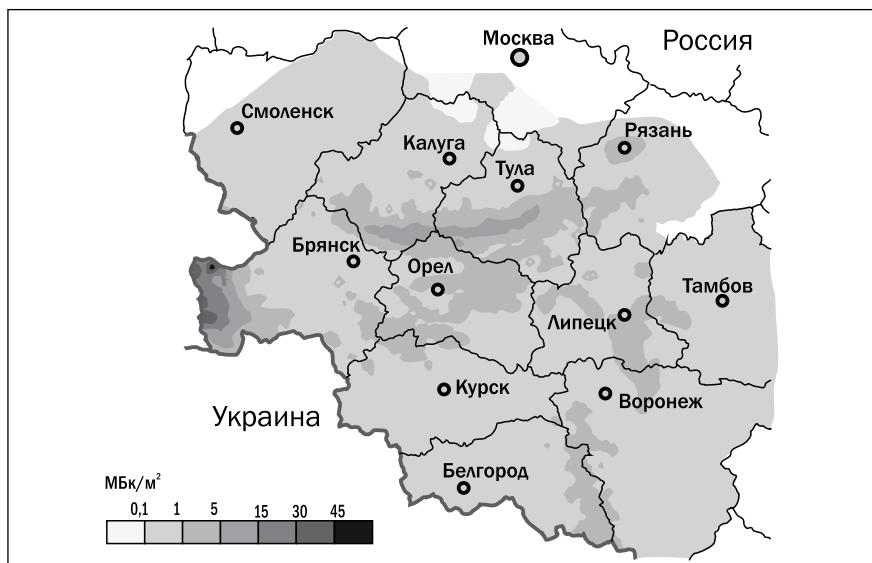 Москва
Россия
Смоленск
Калуга
Рязань
Тула
Брянск
Орел
Тамбов
Липецк
Курск
Воронеж
Украина
Белгород
МБк/м²
0,1 1 5 15 30 45